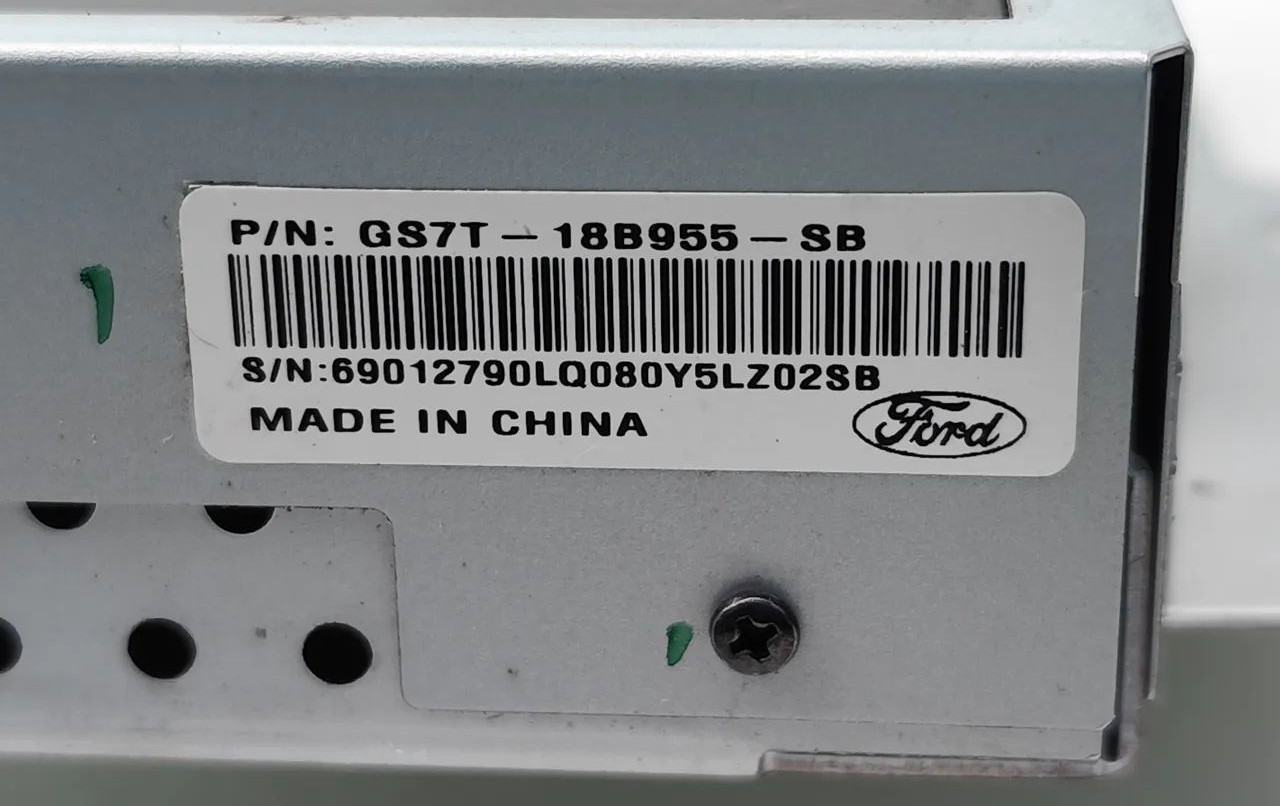 P/N: GS7T-18B955-SB
S/N:69012790LQ080Y5LZ02SB
MADE IN CHINA
Ford